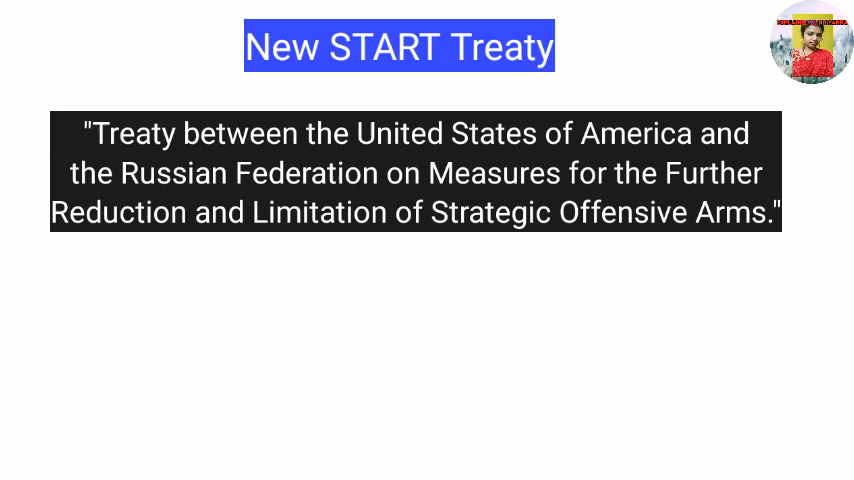 New START Treaty
"Treaty between the United States of America and
the Russian Federation on Measures for the Further
Reduction and Limitation of Strategic Offensive Arms."